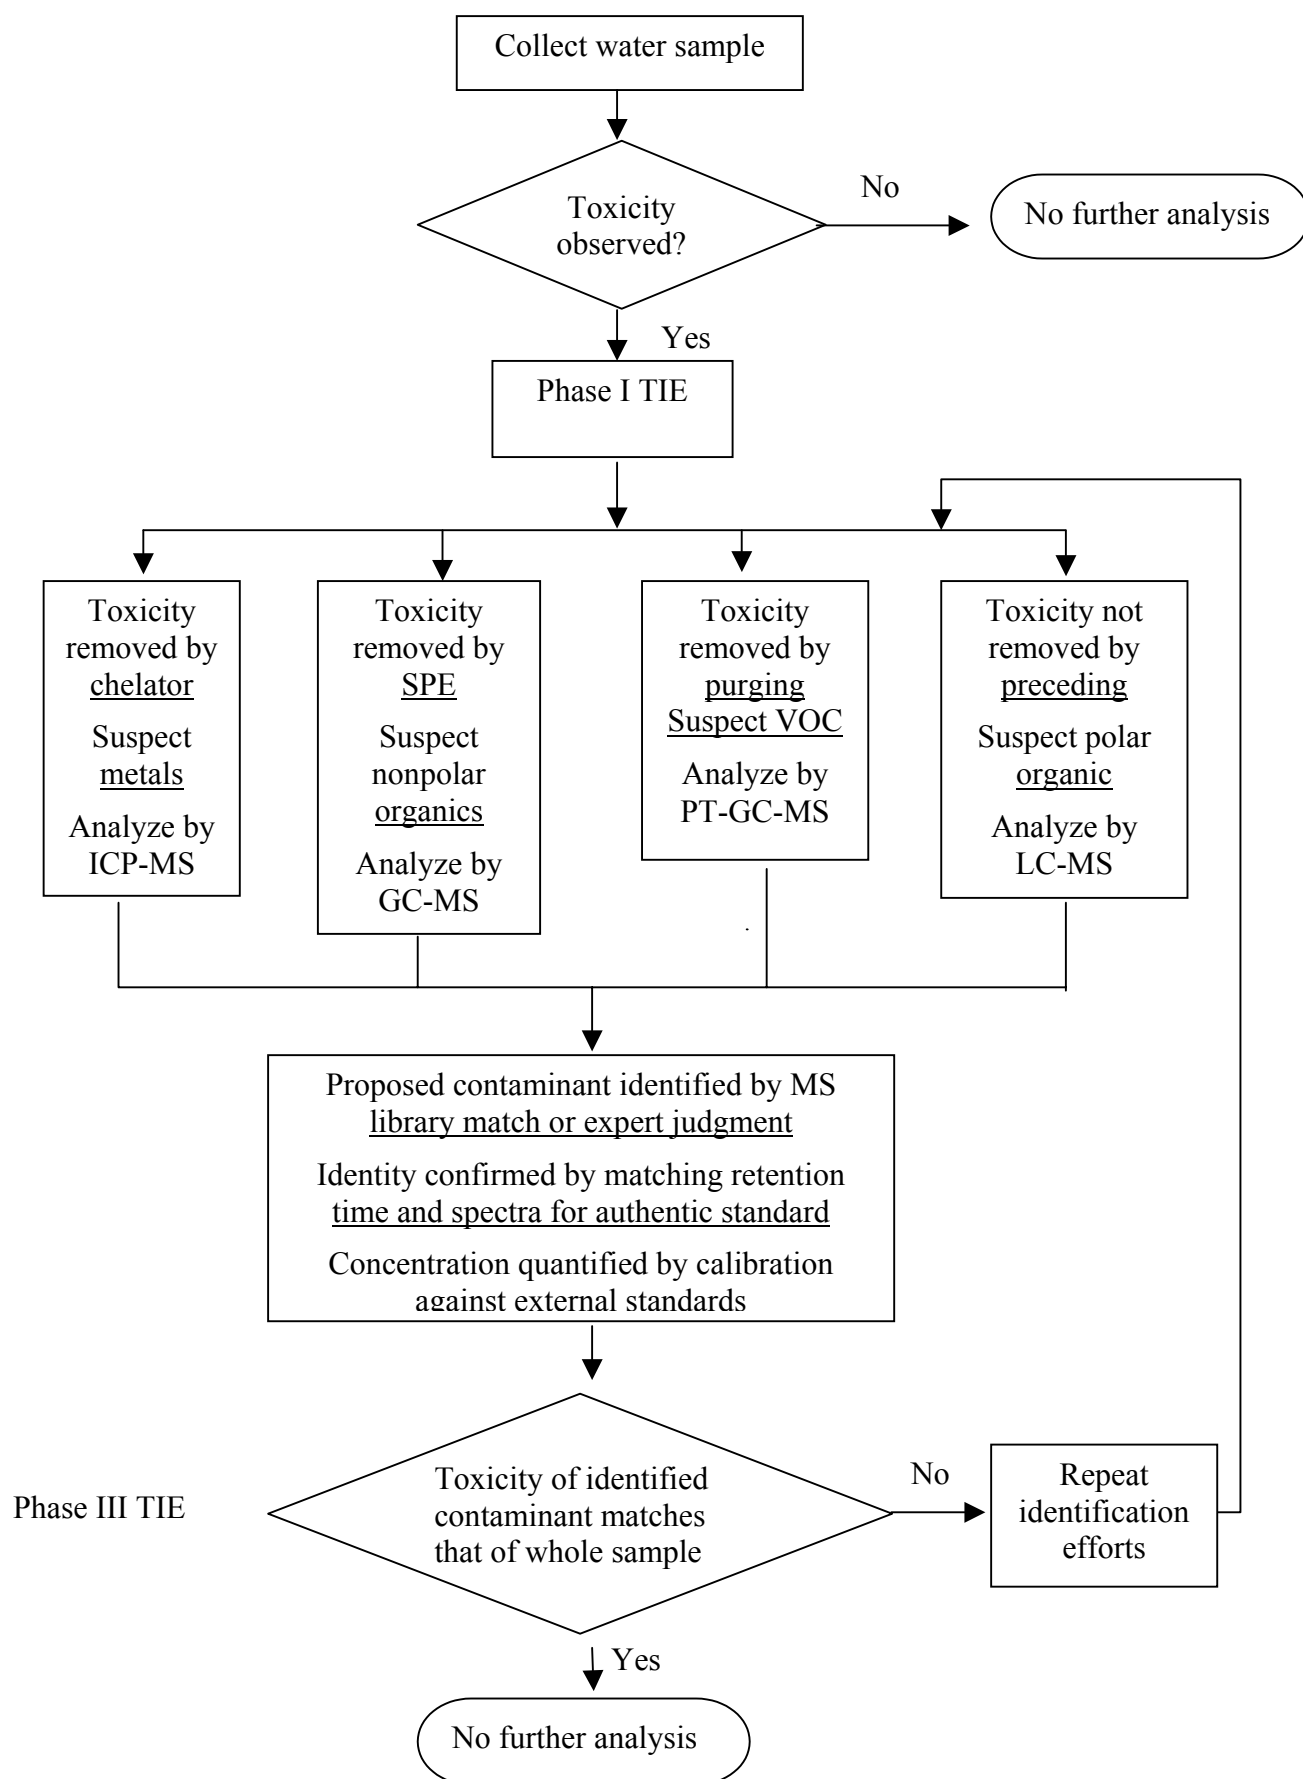 Collect water sample
Toxicity
observed?
No
No further analysis
Yes
Phase I TIE
Toxicity
removed by
chelator
Suspect
metals
Analyze by
ICP-MS
Toxicity
removed by
SPE
Suspect
nonpolar
organics
Analyze by
GC-MS
Toxicity
removed by
purging
Suspect VOC
Analyze by
PT-GC-MS
Toxicity not
removed by
preceding
Suspect polar
organic
Analyze by
LC-MS
Proposed contaminant identified by MS
library match or expert judgment
Identity confirmed by matching retention
time and spectra for authentic standard
Concentration quantified by calibration
against external standards
Phase III TIE
Toxicity of identified
contaminant matches
that of whole sample
No
Repeat
identification
efforts
Yes
No further analysis